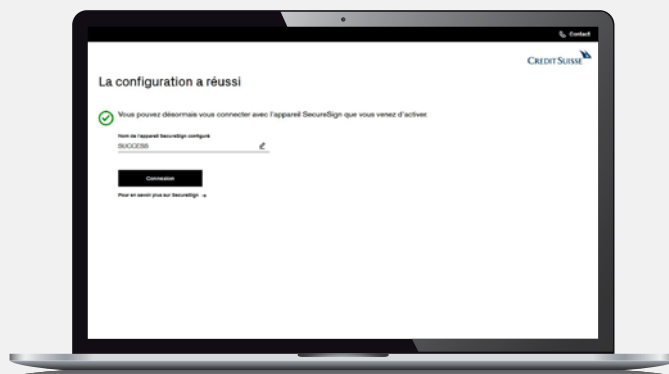 Contact
CREDIT SUISSE
La configuration a réussi
Vous pouvez désormais vous connecter avec l'appareil SecureSign que vous venez d'activer.
Nom de l'appareil SecureSign configuré
SUCCESS
Connexion
Pour en savoir plus sur SecureSign →